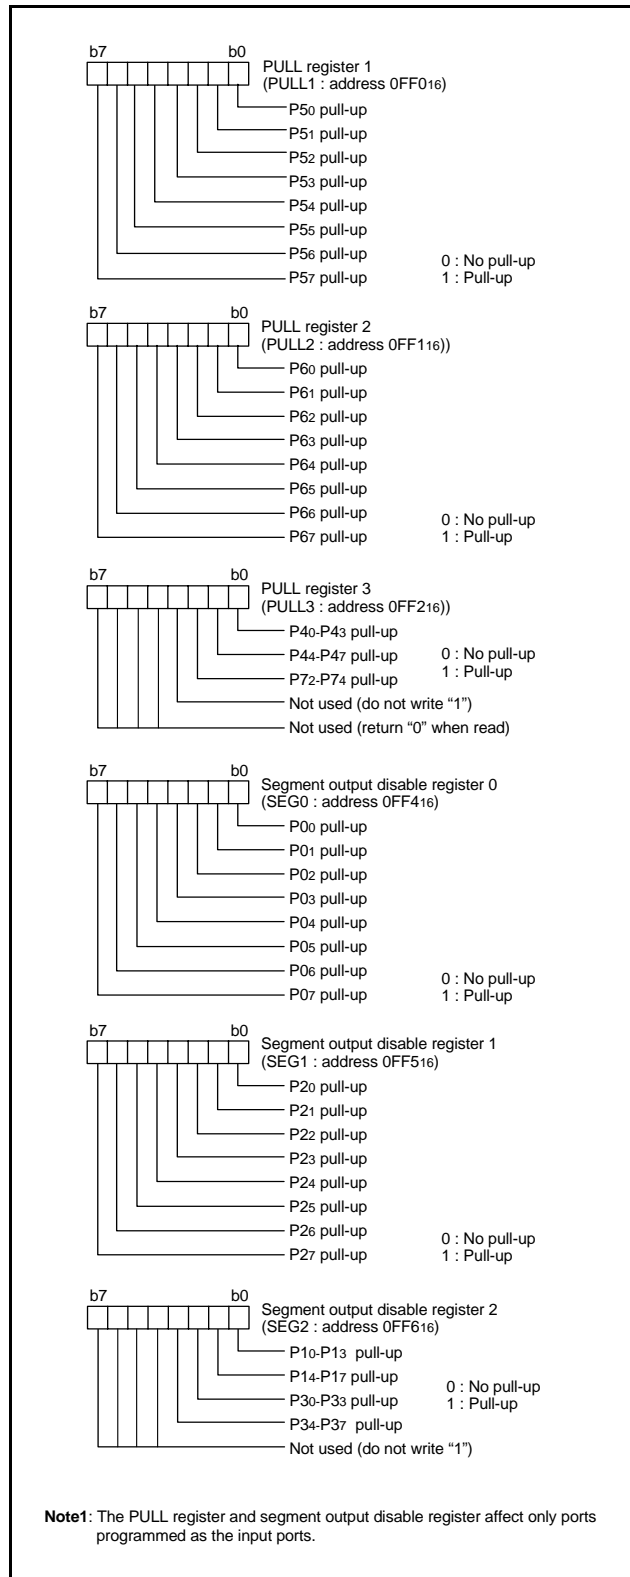 b7 b0
PULL register 1
(PULL1 : address 0FF016)
P50 pull-up
P51 pull-up
P52 pull-up
P53 pull-up
P54 pull-up
P55 pull-up
P56 pull-up
0 : No pull-up
P57 pull-up
1 : Pull-up
b7 b0
PULL register 2
(PULL2 : address 0FF116))
P60 pull-up
P61 pull-up
P62 pull-up
P63 pull-up
P64 pull-up
P65 pull-up
P66 pull-up
0 : No pull-up
P67 pull-up
1 : Pull-up
b7 b0
PULL register 3
(PULL3 : address 0FF216))
P40-P43 pull-up
P44-P47 pull-up
0 : No pull-up
1 : Pull-up
P72-P74 pull-up
Not used (do not write “1”)
Not used (return “0” when read)
b7 b0
Segment output disable register 0
(SEG0 : address 0FF416)
P00 pull-up
P01 pull-up
P02 pull-up
P03 pull-up
P04 pull-up
P05 pull-up
P06 pull-up
0 : No pull-up
P07 pull-up
1 : Pull-up
b7 b0
Segment output disable register 1
(SEG1 : address 0FF516)
P20 pull-up
P21 pull-up
P22 pull-up
P23 pull-up
P24 pull-up
P25 pull-up
P26 pull-up
0 : No pull-up
P27 pull-up
1 : Pull-up
b7 b0
Segment output disable register 2
(SEG2 : address 0FF616)
P10-P13 pull-up
P14-P17 pull-up
0 : No pull-up
P30-P33 pull-up
1 : Pull-up
P34-P37 pull-up
Not used (do not write “1”)
Note1: The PULL register and segment output disable register affect only ports
programmed as the input ports.